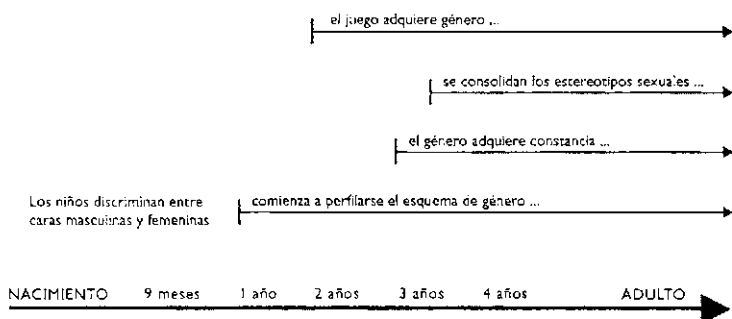 el juego adquiere género ...
se consolidan los estereotipos sexuales ...
el género adquiere constancia ...
Los niños discriminan entre
caras masculinas y femeninas
comienza a perfilarse el esquema de género ...
NACIMIENTO 9 meses 1 año 2 años 3 años 4 años ADULTO